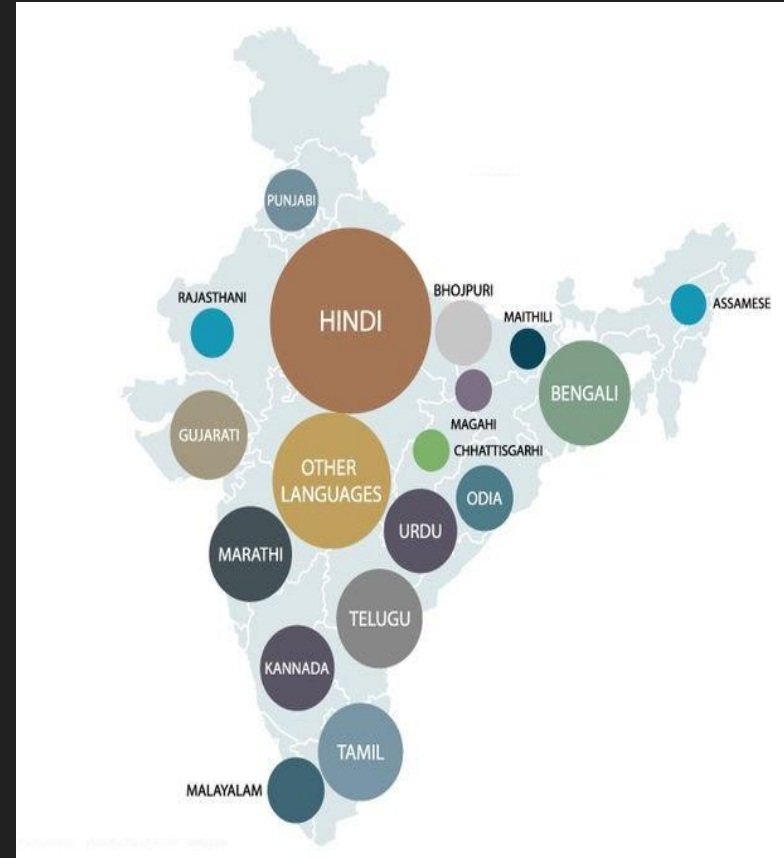 PUNJABI
HINDI
RAJASTHANI
BHOJPURI
MAITHILI
ASSAMESE
BENGALI
MAGAHI
GUJARATI
CHHATTISGARHI
OTHER
LANGUAGES
ODIA
URDU
MARATHI
TELUGU
KANNADA
TAMIL
MALAYALAM